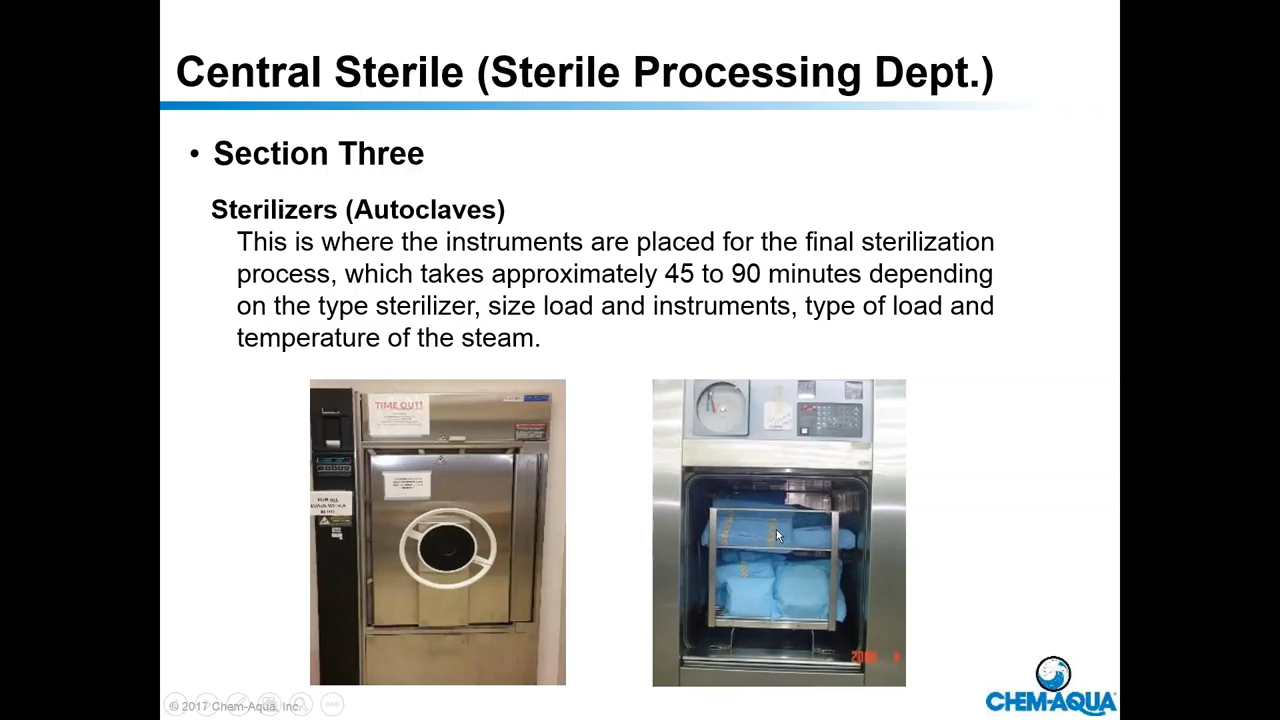 Central Sterile (Sterile Processing Dept.)
• Section Three
Sterilizers (Autoclaves)
This is where the instruments are placed for the final sterilization
process, which takes approximately 45 to 90 minutes depending
on the type sterilizer, size load and instruments, type of load and
temperature of the steam.
TIME OUT!
© 2017 Chem-Aqua, Inc.
CHEM-AQUA